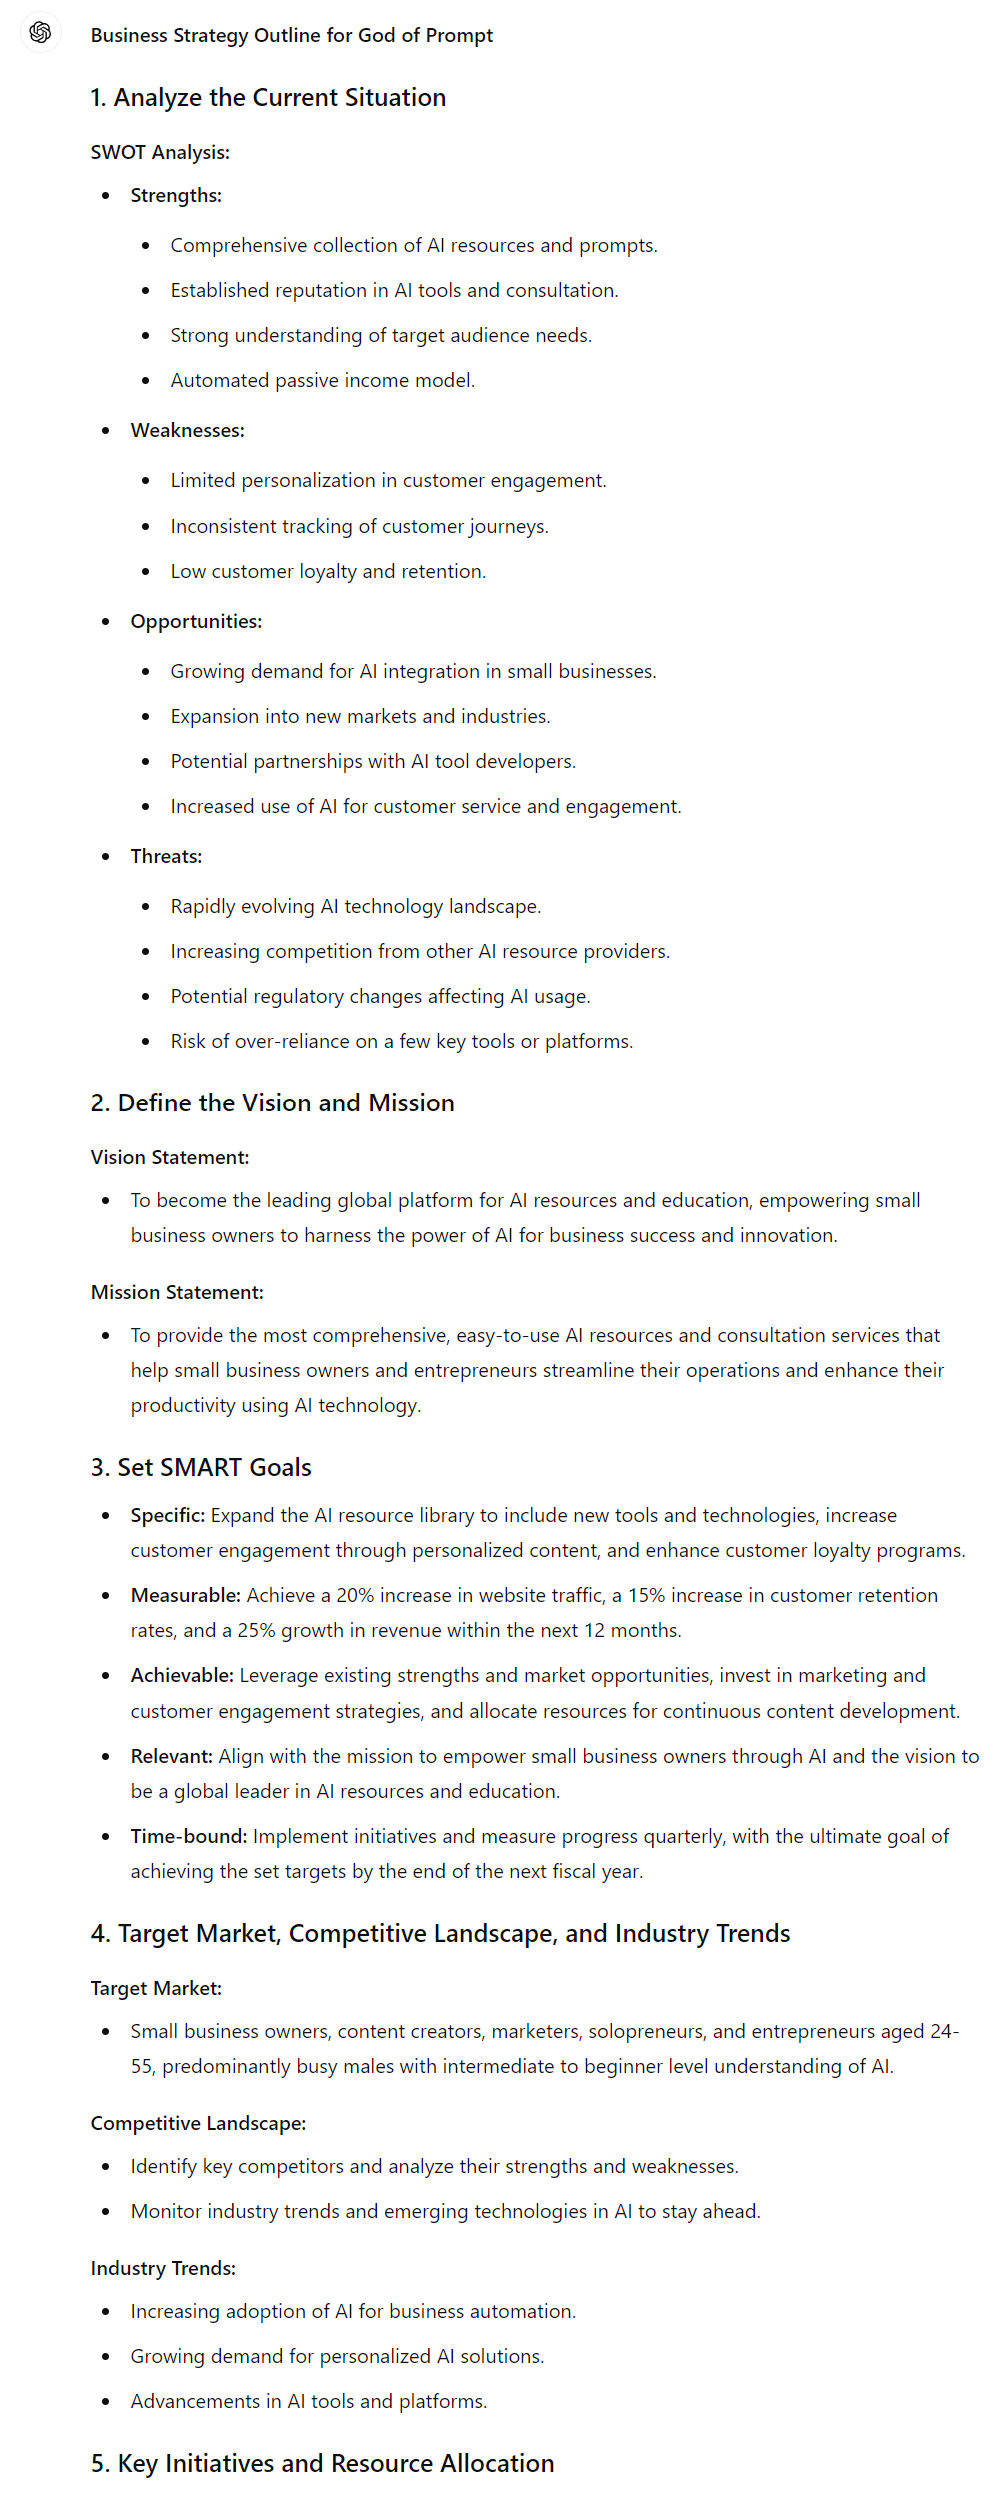 Business Strategy Outline for God of Prompt
1. Analyze the Current Situation
SWOT Analysis:
• Strengths:
• Comprehensive collection of AI resources and prompts.
• Established reputation in AI tools and consultation.
• Strong understanding of target audience needs.
• Automated passive income model.
• Weaknesses:
• Limited personalization in customer engagement.
• Inconsistent tracking of customer journeys.
• Low customer loyalty and retention.
• Opportunities:
• Growing demand for AI integration in small businesses.
• Expansion into new markets and industries.
• Potential partnerships with AI tool developers.
• Increased use of AI for customer service and engagement.
• Threats:
• Rapidly evolving AI technology landscape.
• Increasing competition from other AI resource providers.
• Potential regulatory changes affecting AI usage.
• Risk of over-reliance on a few key tools or platforms.
2. Define the Vision and Mission
Vision Statement:
• To become the leading global platform for AI resources and education, empowering small
business owners to harness the power of AI for business success and innovation.
Mission Statement:
• To provide the most comprehensive, easy-to-use AI resources and consultation services that
help small business owners and entrepreneurs streamline their operations and enhance their
productivity using AI technology.
3. Set SMART Goals
• Specific: Expand the AI resource library to include new tools and technologies, increase
customer engagement through personalized content, and enhance customer loyalty programs.
• Measurable: Achieve a 20% increase in website traffic, a 15% increase in customer retention
rates, and a 25% growth in revenue within the next 12 months.
• Achievable: Leverage existing strengths and market opportunities, invest in marketing and
customer engagement strategies, and allocate resources for continuous content development.
• Relevant: Align with the mission to empower small business owners through AI and the vision to
be a global leader in AI resources and education.
• Time-bound: Implement initiatives and measure progress quarterly, with the ultimate goal of
achieving the set targets by the end of the next fiscal year.
4. Target Market, Competitive Landscape, and Industry Trends
Target Market:
• Small business owners, content creators, marketers, solopreneurs, and entrepreneurs aged 24-
55, predominantly busy males with intermediate to beginner level understanding of AI.
Competitive Landscape:
• Identify key competitors and analyze their strengths and weaknesses.
• Monitor industry trends and emerging technologies in AI to stay ahead.
Industry Trends:
• Increasing adoption of AI for business automation.
• Growing demand for personalized AI solutions.
• Advancements in AI tools and platforms.
5. Key Initiatives and Resource Allocation